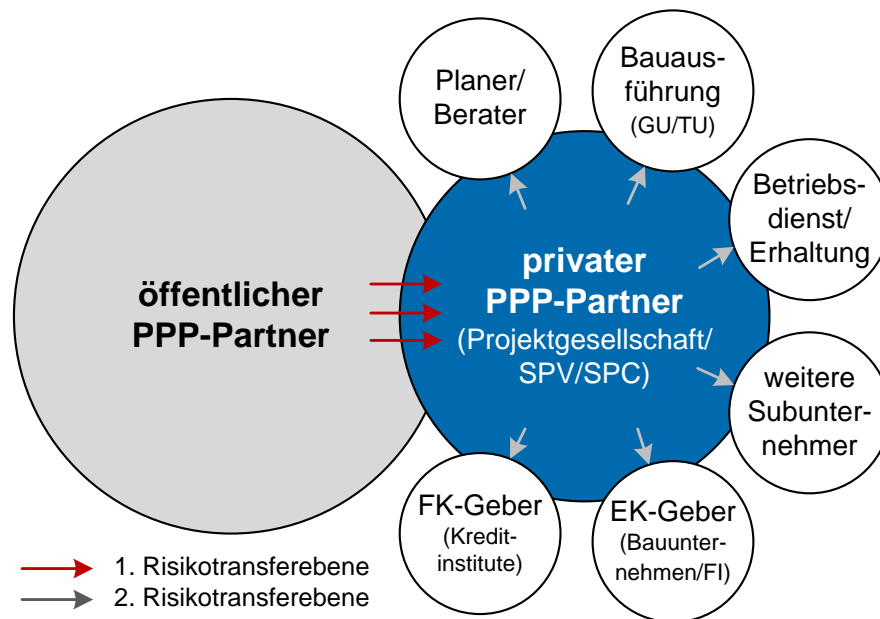 Planer/
Berater
Bauaus-
führung
(GU/TU)
Betriebs-
dienst/
Erhaltung
öffentlicher
PPP-Partner
privater
PPP-Partner
(Projektgesellschaft/
SPV/SPC)
weitere
Subunter-
nehmer
FK-Geber
(Kredit-
institute)
EK-Geber
(Bauunter-
nehmen/FI)
1. Risikotransferebene
2. Risikotransferebene